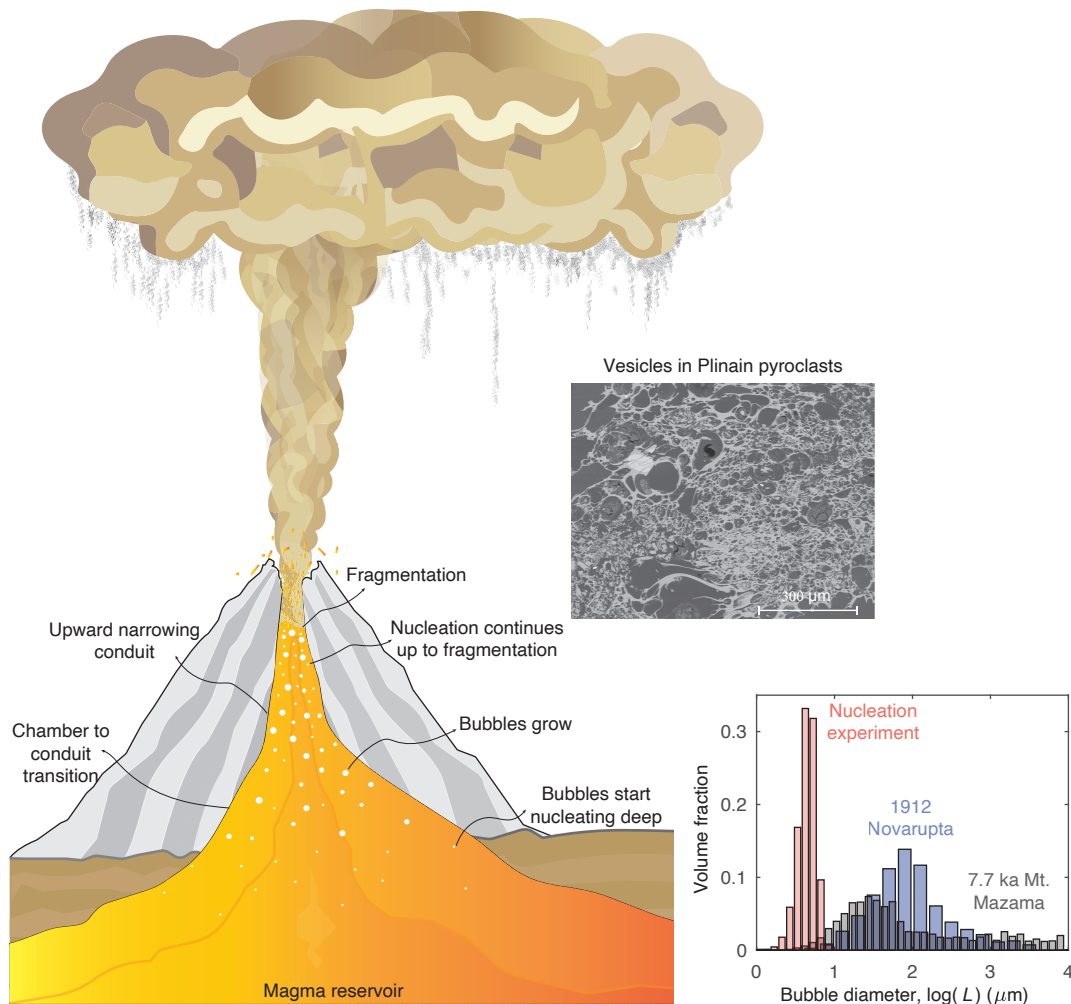 Vesicles in Plinain pyroclasts
300 μm
Fragmentation
Upward narrowing
conduit
Nucleation continues
up to fragmentation
Chamber to
conduit
transition
Bubbles grow
Bubbles start
nucleating deep
Magma reservoir
Nucleation
experiment
1912
Novarupta
7.7 ka Mt.
Mazama
Volume fraction
0.3
0.2
0.1
0
0 1 2 3 4
Bubble diameter, log(L) (μm)